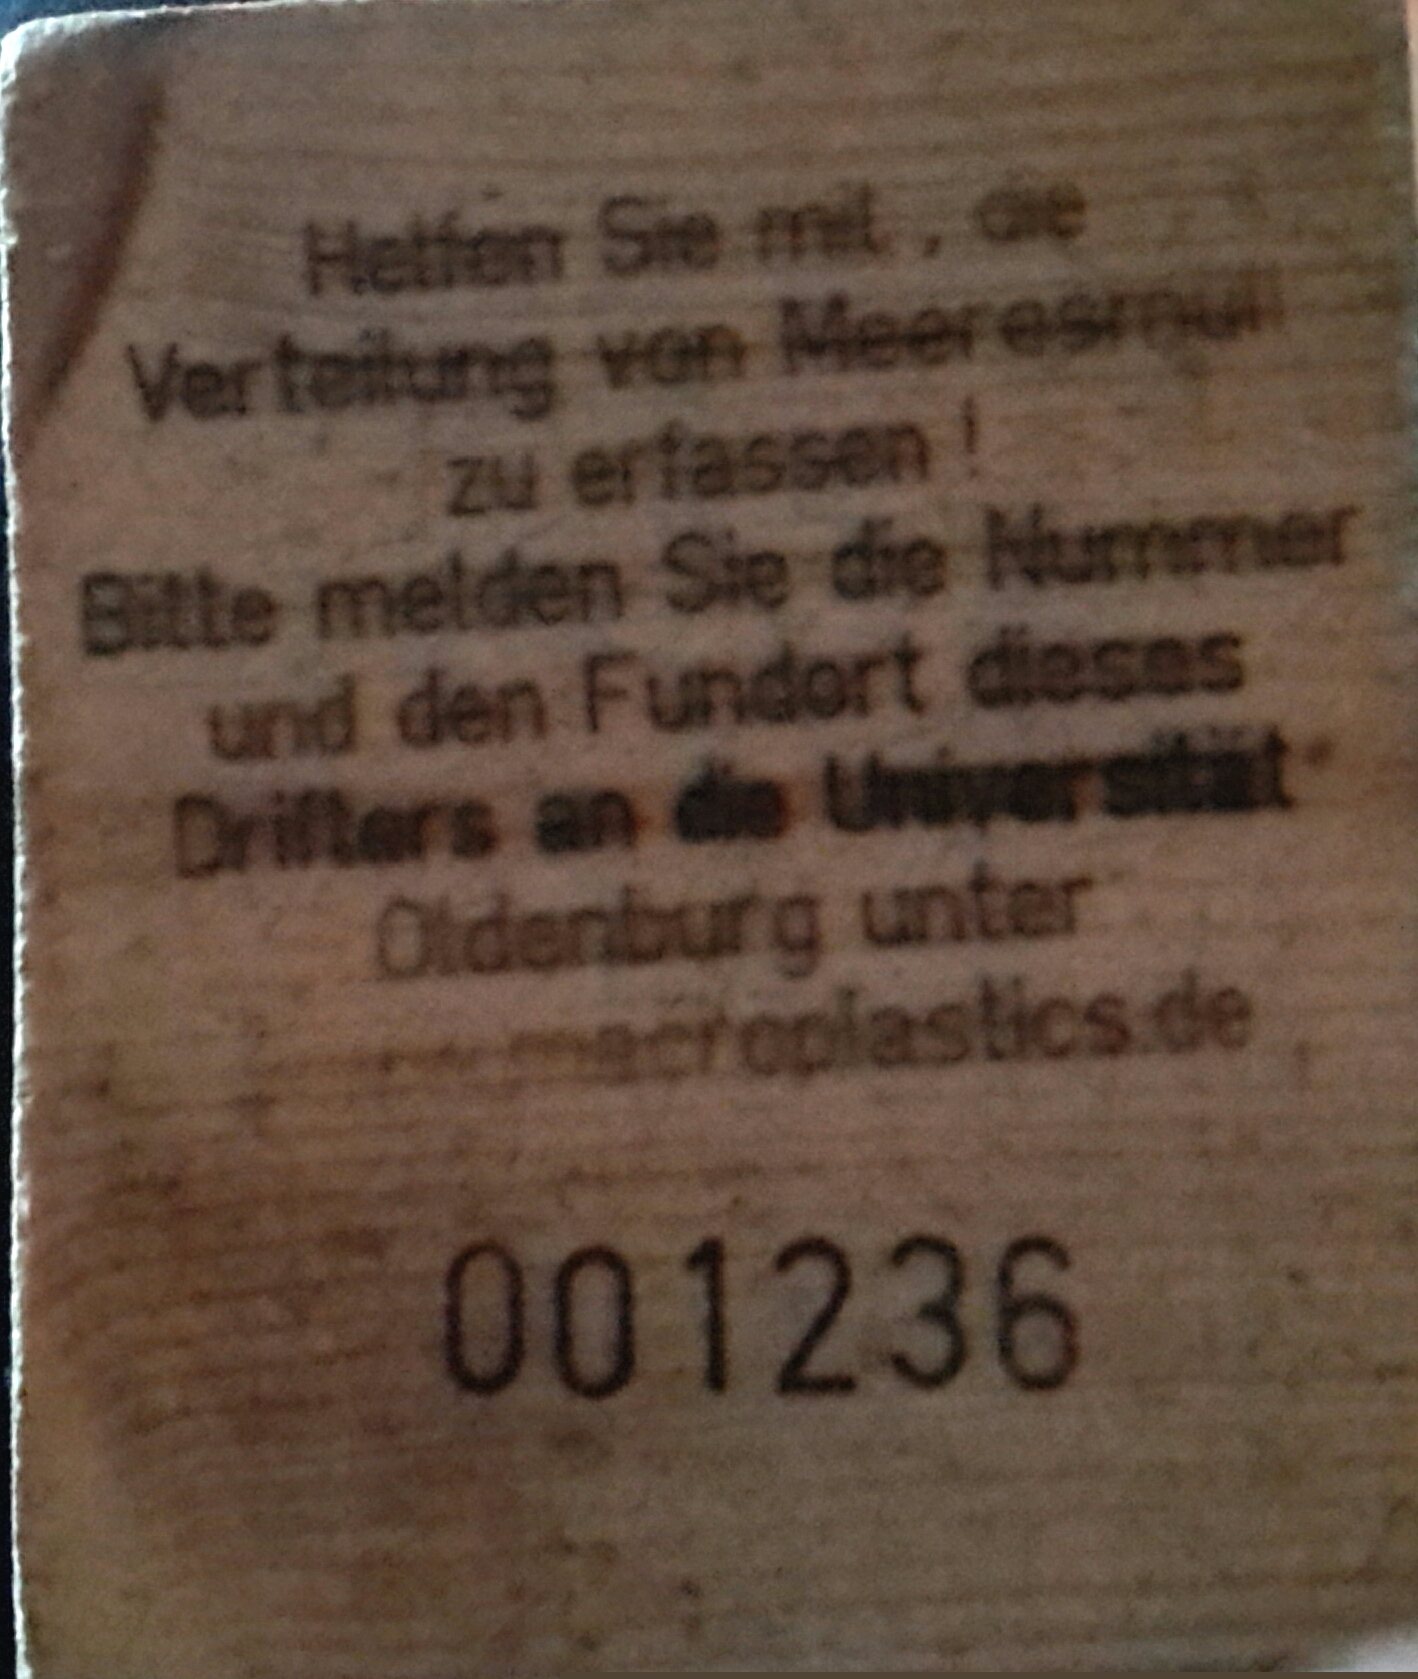 Helfen Sie mit, die
Verteilung von Meeresmüll
zu erfassen!
Bitte melden Sie die Nummer
und den Fundort dieses
Drifters an die Universität
Oldenburg unter
macroplastics.de
001236